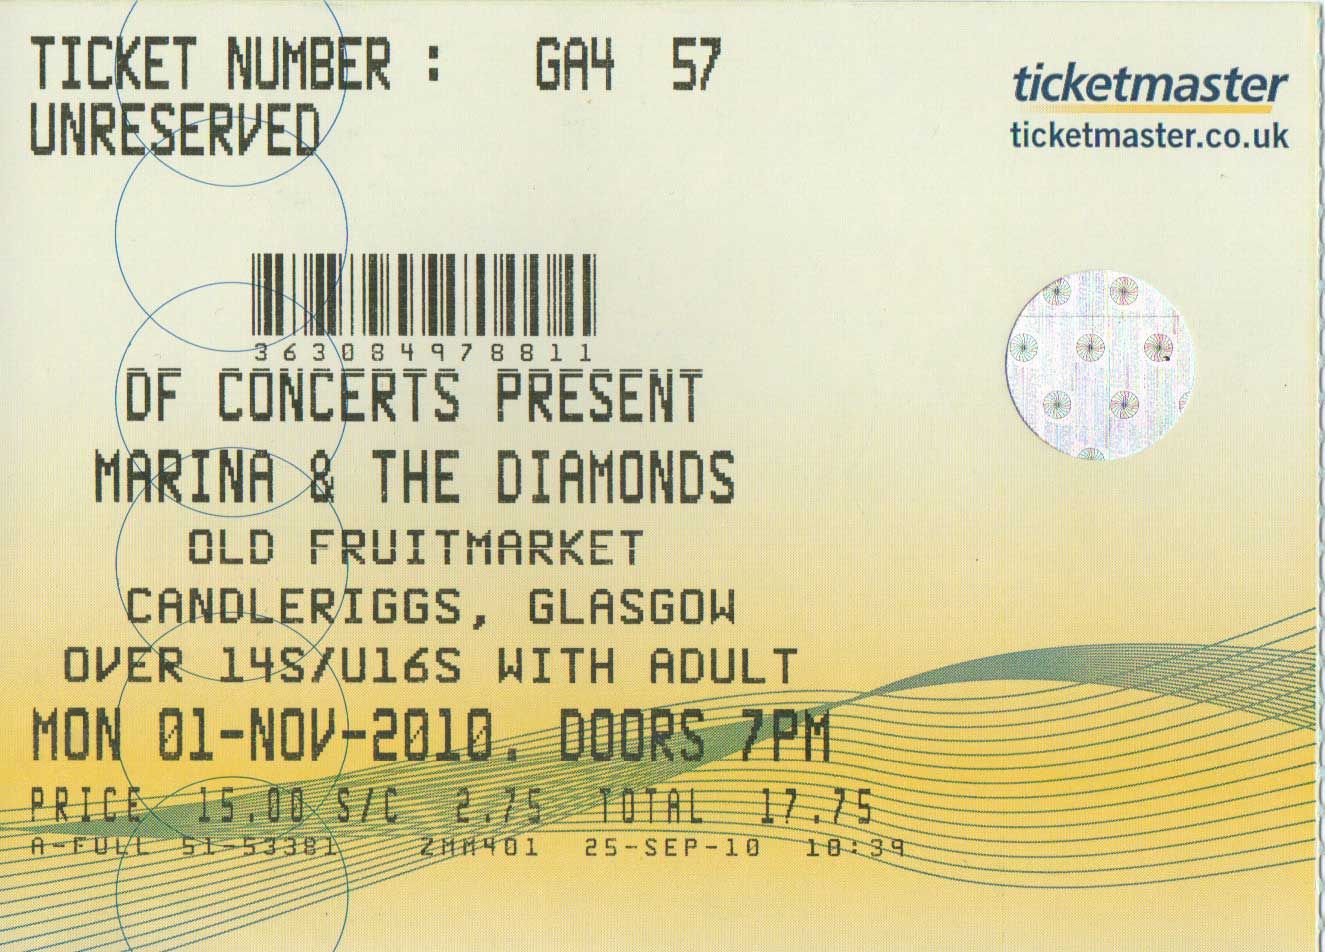 TICKET NUMBER : GA4 57
UNRESERVED
ticketmaster
ticketmaster.co.uk
363084978811
DF CONCERTS PRESENT
MARINA & THE DIAMONDS
OLD FRUITMARKET
CANDLERIGGS, GLASGOW
OVER 14S/U16S WITH ADULT
MON 01-NOV-2010. DOORS 7PM
PRICE 15.00 S/C 2.75 TOTAL 17.75
A-FULL 51-53381 ZMM401 25-SEP-10 10:39